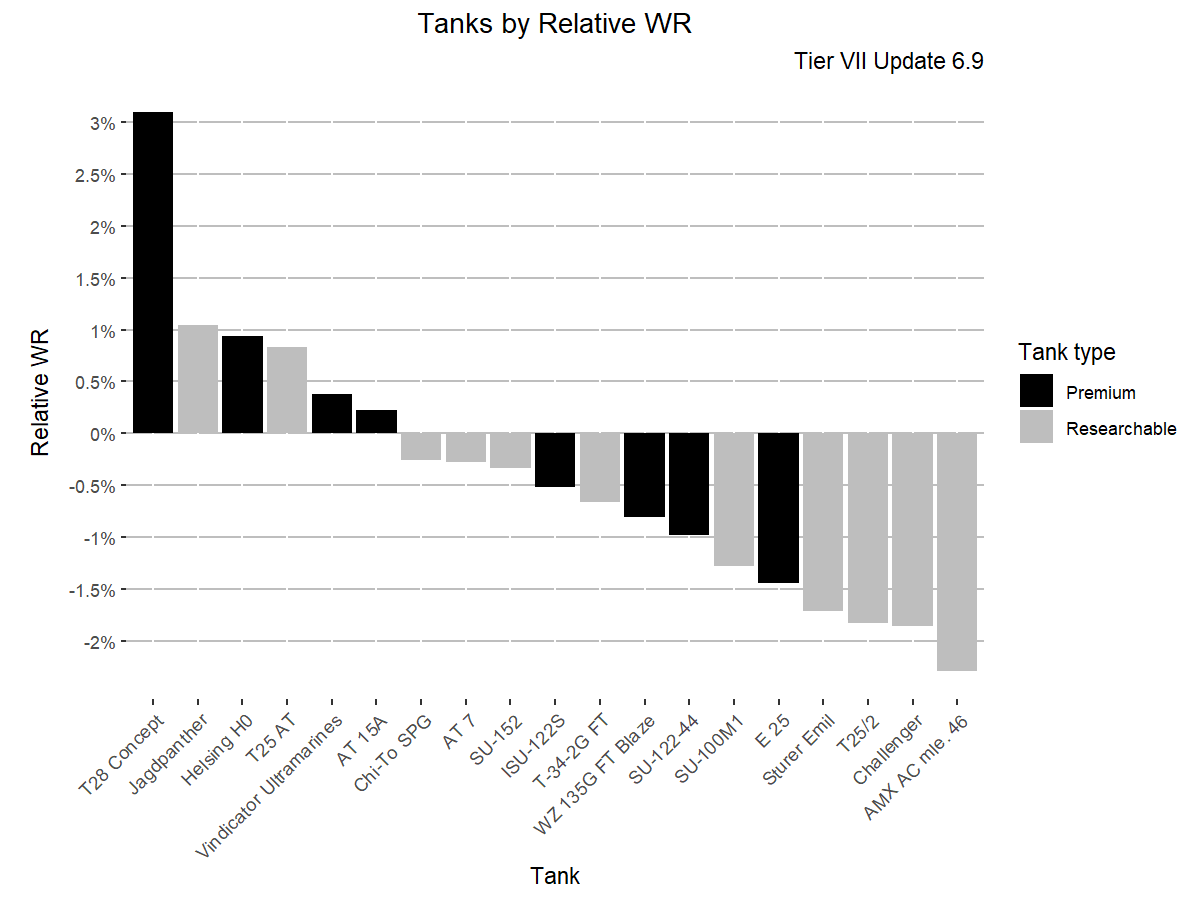 Tanks by Relative WR
Tier VII Update 6.9
Relative WR
3%
2.5%
2%
1.5%
1%
0.5%
0%
-0.5%
-1%
-1.5%
-2%
T28 Concept
Jagdpanther
Helsing H0
T25 AT
Vindicator Ultramarines
AT 15A
Chi-To SPG
AT 7
SU-152
ISU-122S
T-34-2G FT
WZ 135G FT Blaze
SU-122-44
SU-100M1
E 25
Sturer Emil
T25/2
Challenger
AMX AC mle. 46
Tank
Tank type
Premium
Researchable